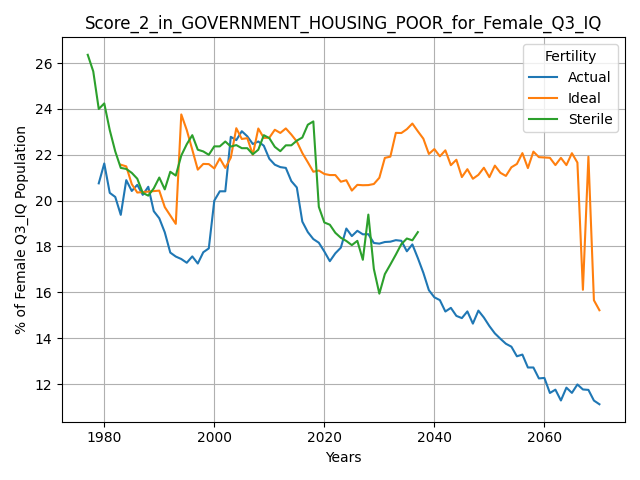 Score_2_in_GOVERNMENT_HOUSING_POOR_for_Female_Q3_IQ
Fertility
Actual
Ideal
Sterile
% of Female Q3_IQ Population
26
24
22
20
18
16
14
12
1980 2000 2020 2040 2060
Years